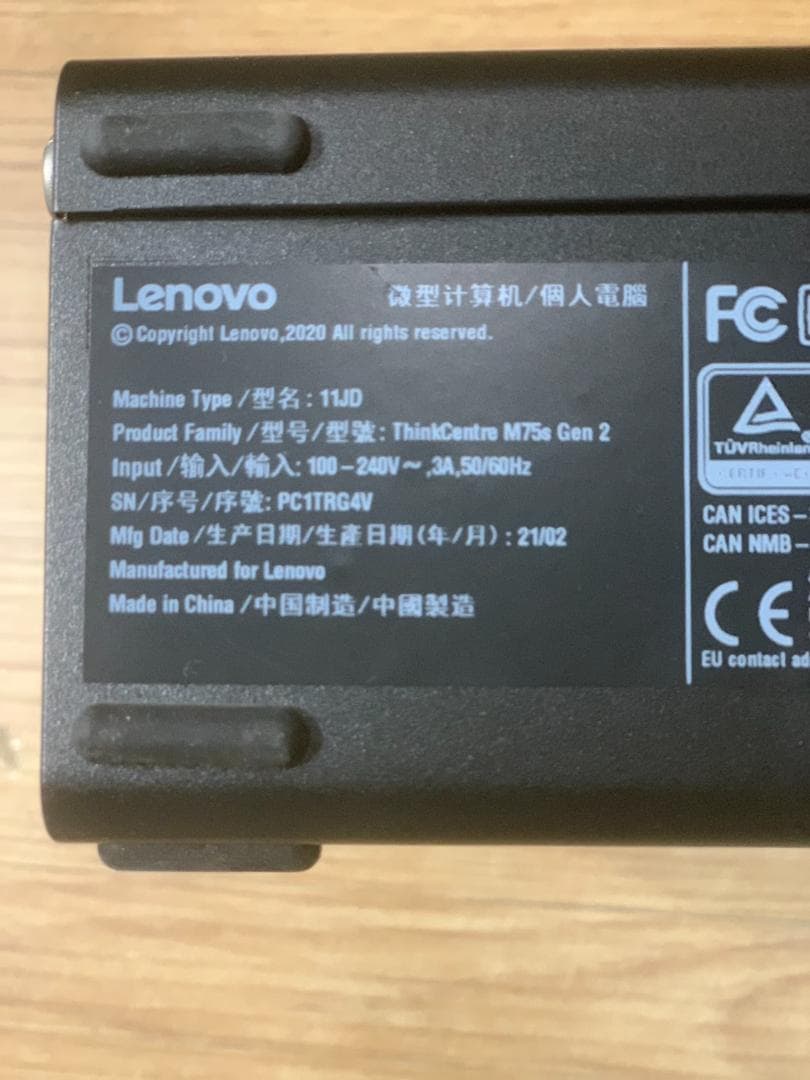 Lenovo 微型计算机/個人電腦
© Copyright Lenovo,2020 All rights reserved.
Machine Type /型名: 11JD
Product Family /型号/型號: ThinkCentre M75s Gen 2
Input /输入/輸入: 100–240V～,3A,50/60Hz
SN/序号/序號: PC1TRG4V
Mfg Date /生产日期/生產日期(年/月) : 21/02
Manufactured for Lenovo
Made in China /中国制造/中國製造
FC
TÜVRheinlan
CAN ICES–
CAN NMB–
CE
EU contact ad